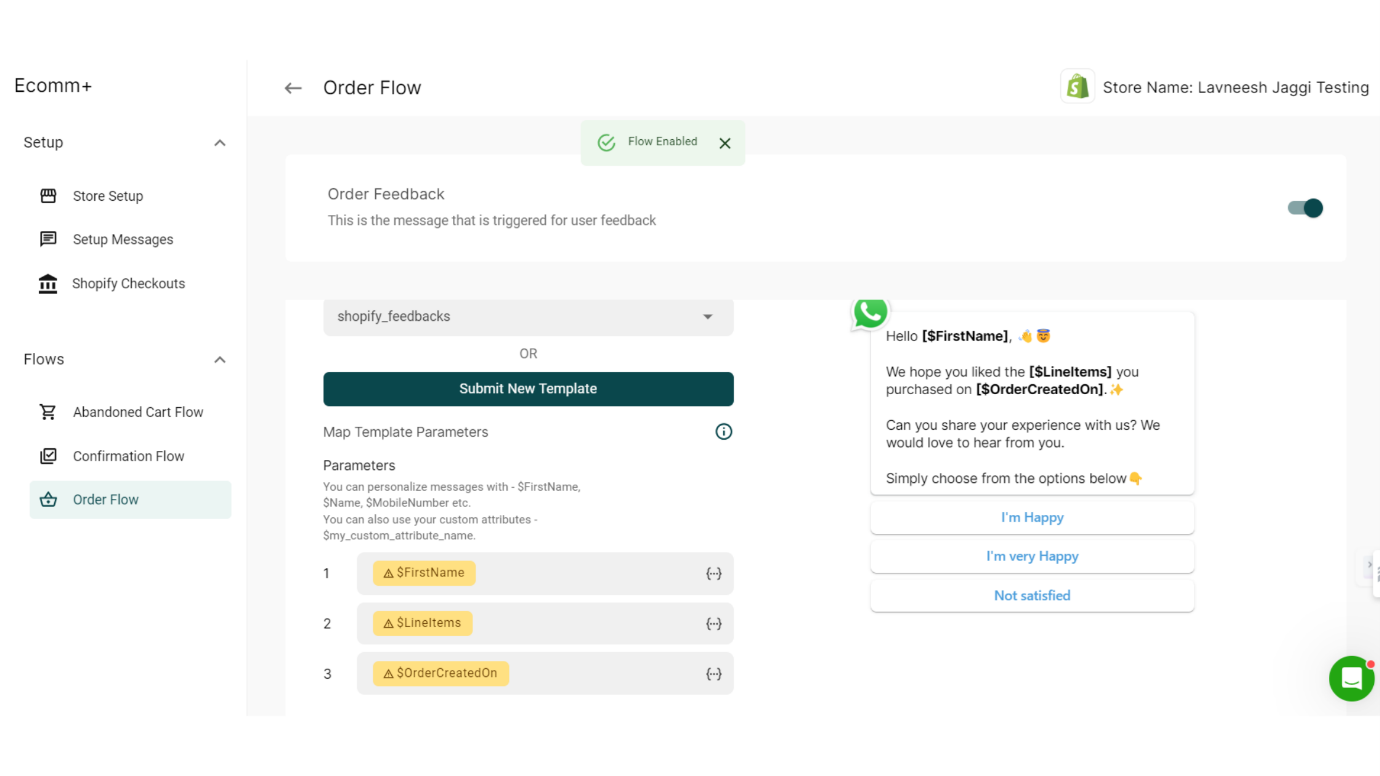 Ecomm+
Order Flow
Store Name: Lavneesh Jaggi Testing
Setup
Store Setup
Setup Messages
Shopify Checkouts
Flows
Abandoned Cart Flow
Confirmation Flow
Order Flow
Flow Enabled
Order Feedback
This is the message that is triggered for user feedback
shopify_feedbacks
OR
Submit New Template
Map Template Parameters
Parameters
You can personalize messages with - $FirstName,
$Name, $MobileNumber etc.
You can also use your custom attributes -
$my_custom_attribute_name.
1 $FirstName {··}
2 $LineItems {··}
3 $OrderCreatedOn {··}
Hello [$FirstName], 👋 😇
We hope you liked the [$LineItems] you
purchased on [$OrderCreatedOn].✨
Can you share your experience with us? We
would love to hear from you.
Simply choose from the options below👇
I'm Happy
I'm very Happy
Not satisfied